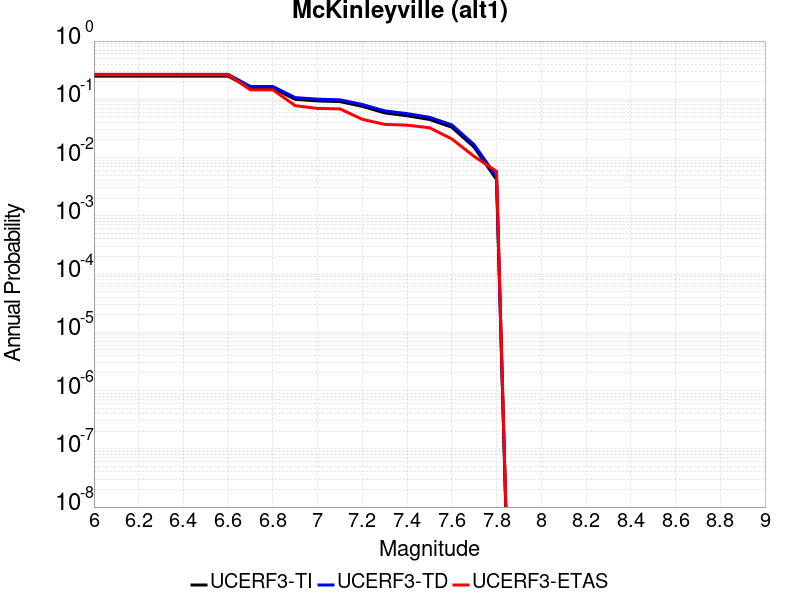 McKinleyville (alt1)
10^0
10^-1
10^-2
10^-3
10^-4
10^-5
10^-6
10^-7
10^-8
Annual Probability
6 6.2 6.4 6.6 6.8 7 7.2 7.4 7.6 7.8 8 8.2 8.4 8.6 8.8 9
Magnitude
UCERF3-TI UCERF3-TD UCERF3-ETAS